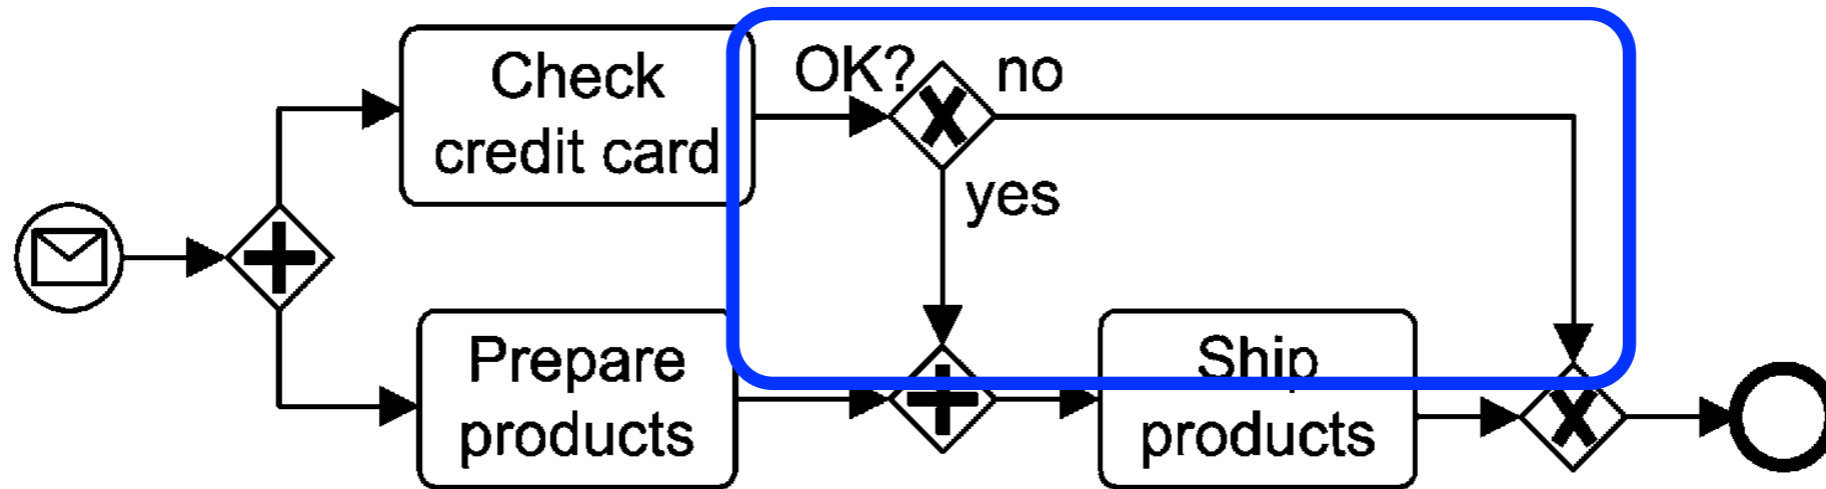 Check
credit card
OK?
no
yes
Prepare
products
Ship
products